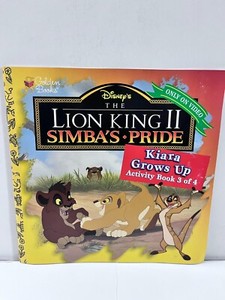 Golden Books
ONLY ON VIDEO
Disney's
THE
LION KING II
SIMBA'S • PRIDE
Kiara
Grows Up
Activity Book 3 of 4